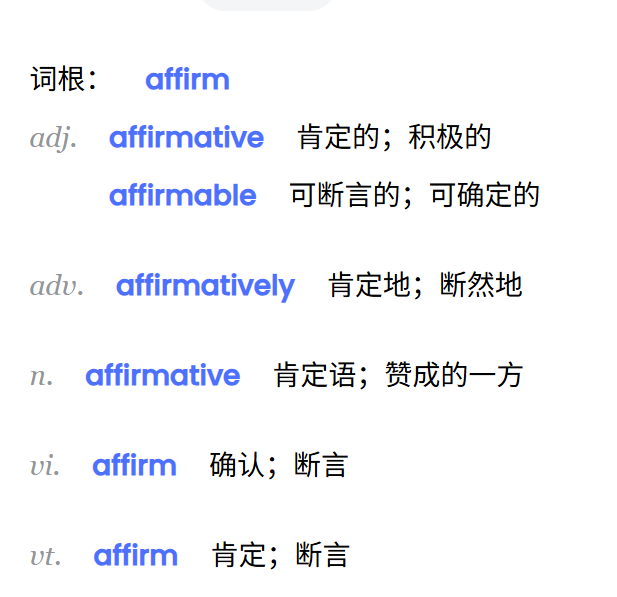 词根： affirm
adj. affirmative 肯定的；积极的
affirmable 可断言的；可确定的
adv. affirmatively 肯定地；断然地
n. affirmative 肯定语；赞成的一方
vi. affirm 确认；断言
vt. affirm 肯定；断言